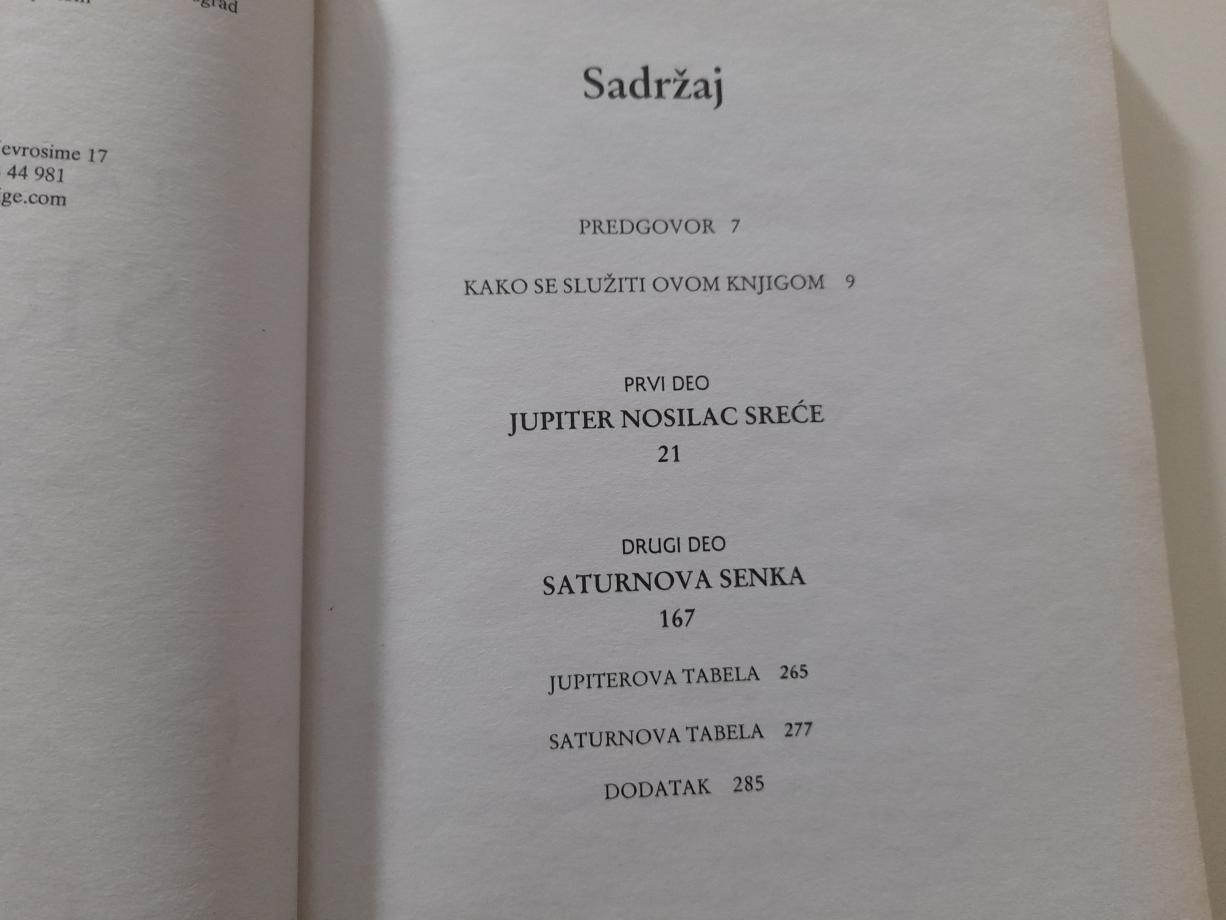 evrosime 17
44 981
ige.com
Sadržaj
PREDGOVOR 7
KAKO SE SLUŽITI OVOM KNJIGOM 9
PRVI DEO
JUPITER NOSILAC SREĆE
21
DRUGI DEO
SATURNOVA SENKA
167
JUPITEROVA TABELA 265
SATURNOVA TABELA 277
DODATAK 285